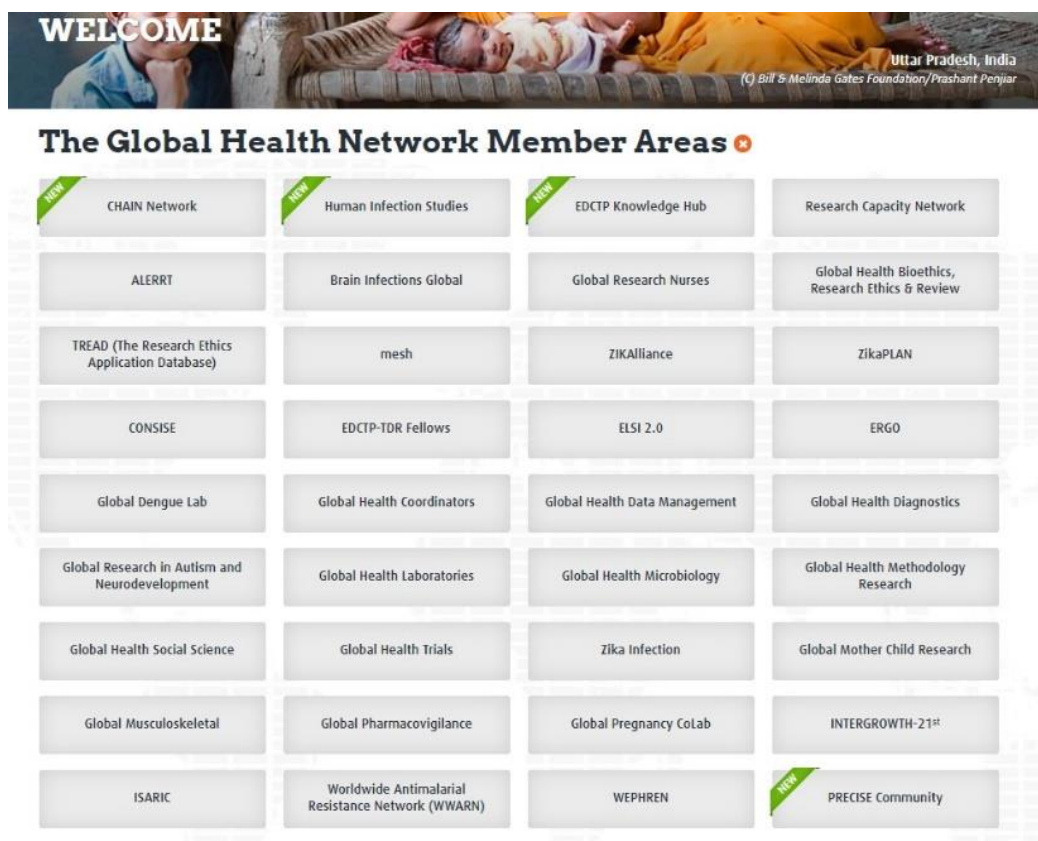 WELCOME
Uttar Pradesh, India
(C) Bill & Melinda Gates Foundation/Prashant Penjiar
The Global Health Network Member Areas
NEW
CHAIN Network
NEW
Human Infection Studies
NEW
EDCTP Knowledge Hub
Research Capacity Network
ALERRT
Brain Infections Global
Global Research Nurses
Global Health Bioethics,
Research Ethics & Review
TREAD (The Research Ethics
Application Database)
mesh
ZIKAlliance
ZikaPLAN
CONSISE
EDCTP-TDR Fellows
ELSI 2.0
ERGO
Global Dengue Lab
Global Health Coordinators
Global Health Data Management
Global Health Diagnostics
Global Research in Autism and
Neurodevelopment
Global Health Laboratories
Global Health Microbiology
Global Health Methodology
Research
Global Health Social Science
Global Health Trials
Zika Infection
Global Mother Child Research
Global Musculoskeletal
Global Pharmacovigilance
Global Pregnancy CoLab
INTERGROWTH-21st
ISARIC
Worldwide Antimalarial
Resistance Network (WWARN)
WEPHREN
NEW
PRECISE Community